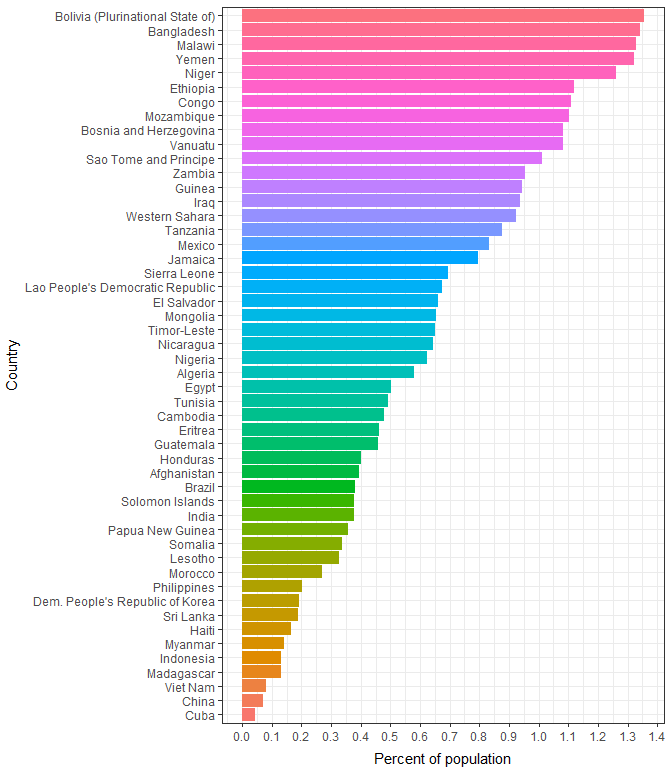 Bolivia (Plurinational State of)
Bangladesh
Malawi
Yemen
Niger
Ethiopia
Congo
Mozambique
Bosnia and Herzegovina
Vanuatu
Sao Tome and Principe
Zambia
Guinea
Iraq
Western Sahara
Tanzania
Mexico
Jamaica
Sierra Leone
Lao People's Democratic Republic
El Salvador
Mongolia
Timor-Leste
Nicaragua
Nigeria
Algeria
Egypt
Tunisia
Cambodia
Eritrea
Guatemala
Honduras
Afghanistan
Brazil
Solomon Islands
India
Papua New Guinea
Somalia
Lesotho
Morocco
Philippines
Dem. People's Republic of Korea
Sri Lanka
Haiti
Myanmar
Indonesia
Madagascar
Viet Nam
China
Cuba
Country
0.0 0.1 0.2 0.3 0.4 0.5 0.6 0.7 0.8 0.9 1.0 1.1 1.2 1.3 1.4
Percent of population